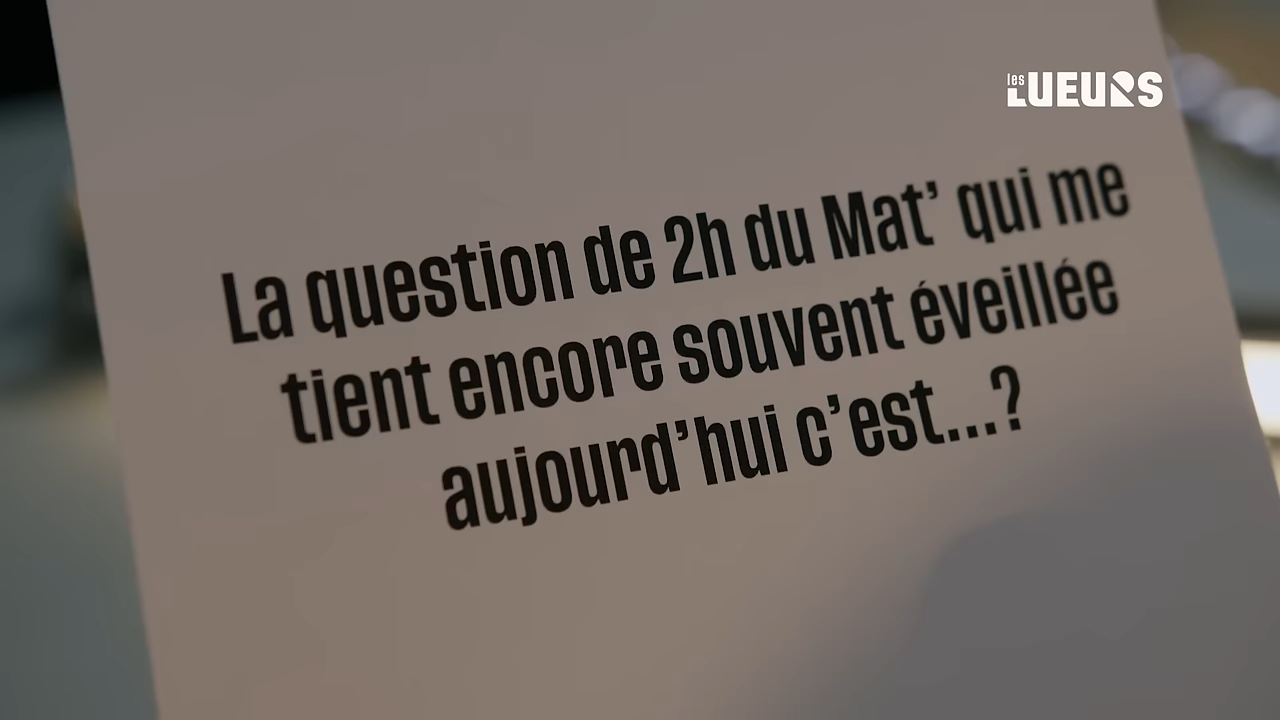 les LUEURS
La question de 2h du Mat’ qui me
tient encore souvent éveillée
aujourd’hui c’est...?